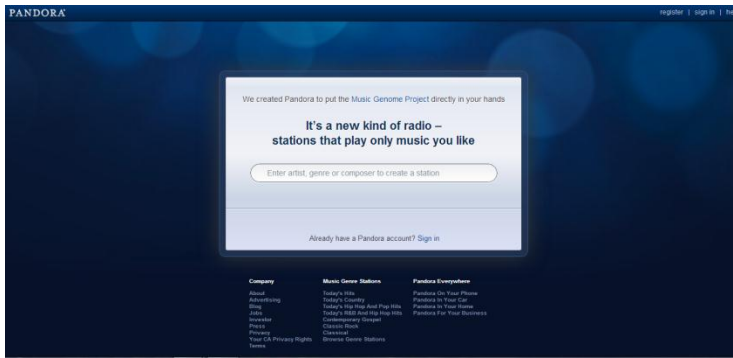 PANDORA
register | sign in |
We created Pandora to put the Music Genome Project directly in your hands
It's a new kind of radio –
stations that play only music you like
Enter artist, genre or composer to create a station
Already have a Pandora account? Sign in
Company
About
Advertising
Blog
Jobs
Investor
Press
Privacy
Your CA Privacy Rights
Terms
Music Genre Stations
Today's Hits
Today's Country
Today's Hip Hop And Pop Hits
Today's R&B And Hip Hop Hits
Contemporary Gospel
Classic Rock
Classical
Browse Genre Stations
Pandora Everywhere
Pandora On Your Phone
Pandora In Your Car
Pandora In Your Home
Pandora For Your Business